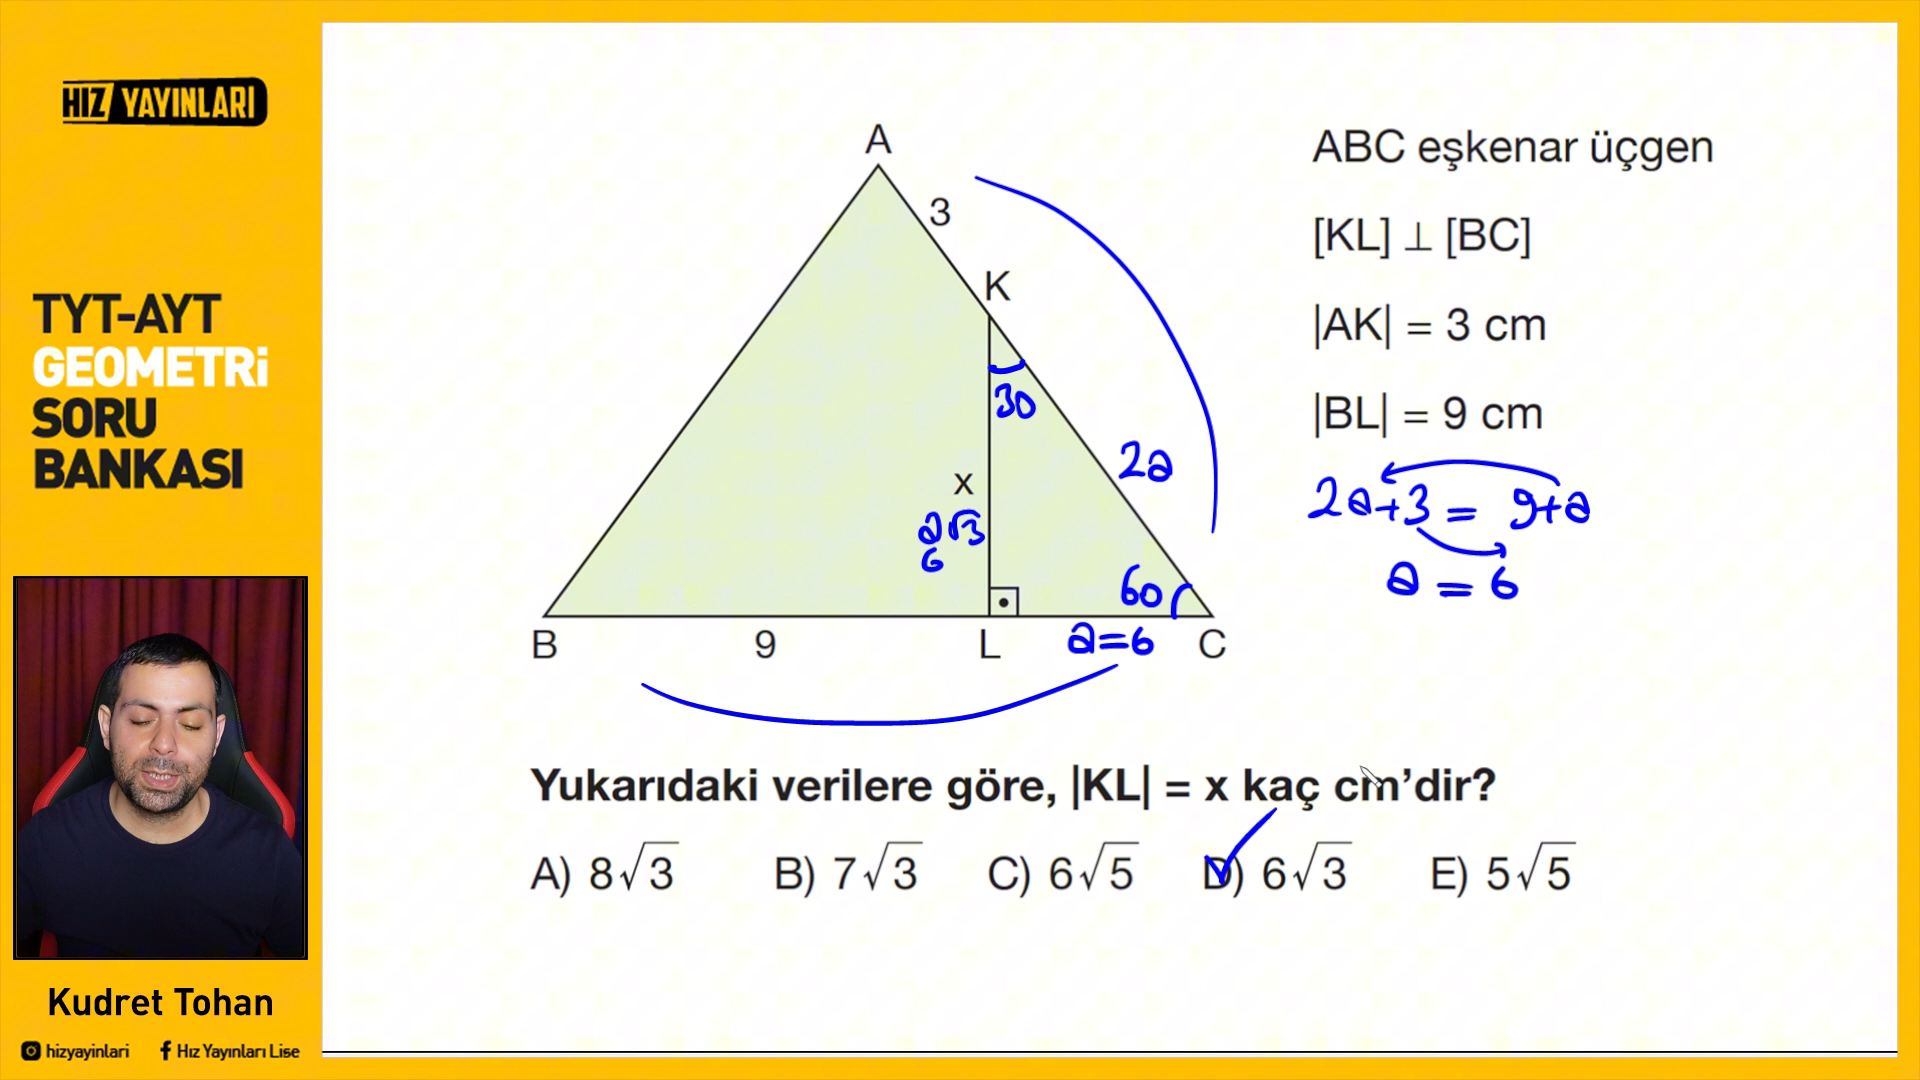 HIZ YAYINLARI
TYT-AYT
GEOMETRİ
SORU
BANKASI
Kudret Tohan
hizyayinlari
Hız Yayınları Lise
A
3
K
30
2a
x
a√3
6
60
B
9
L
a=6
C
ABC eşkenar üçgen
[KL] ⊥ [BC]
|AK| = 3 cm
|BL| = 9 cm
2a+3 = 9+a
a = 6
Yukarıdaki verilere göre, |KL| = x kaç cm'dir?
A) 8√3 B) 7√3 C) 6√5 D) 6√3 E) 5√5